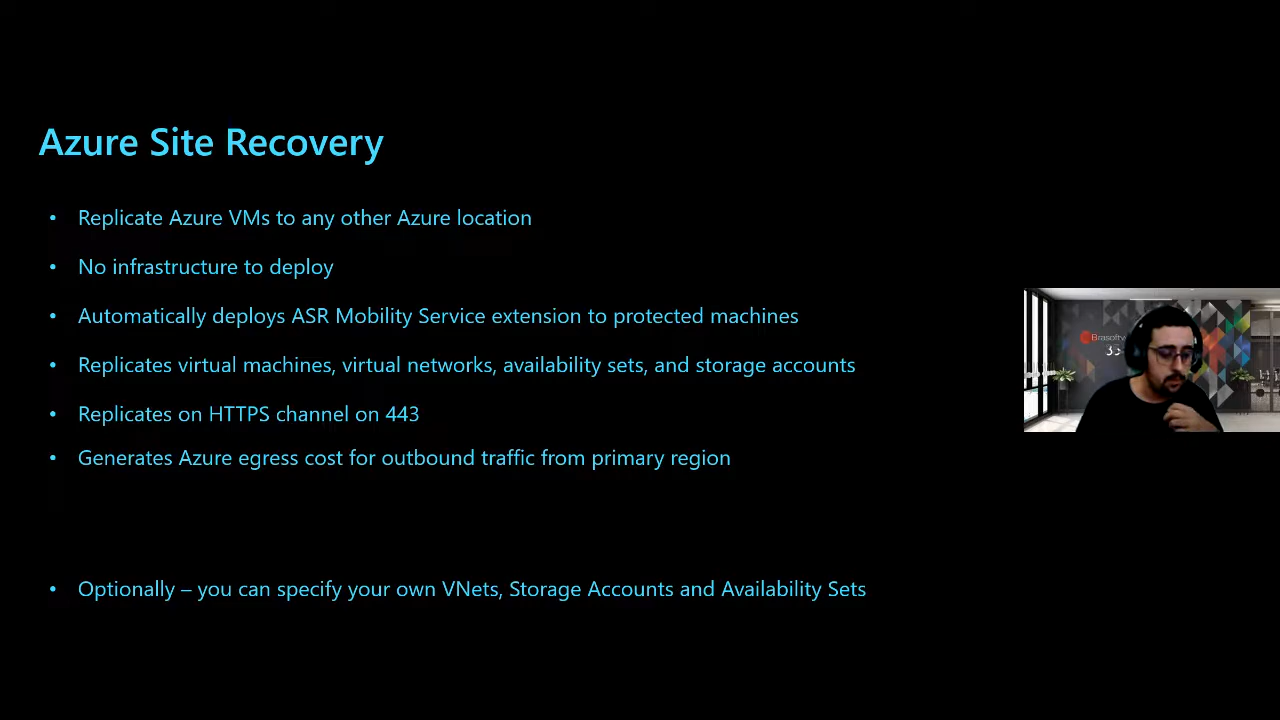 Azure Site Recovery
• Replicate Azure VMs to any other Azure location
• No infrastructure to deploy
• Automatically deploys ASR Mobility Service extension to protected machines
• Replicates virtual machines, virtual networks, availability sets, and storage accounts
• Replicates on HTTPS channel on 443
• Generates Azure egress cost for outbound traffic from primary region
• Optionally – you can specify your own VNets, Storage Accounts and Availability Sets